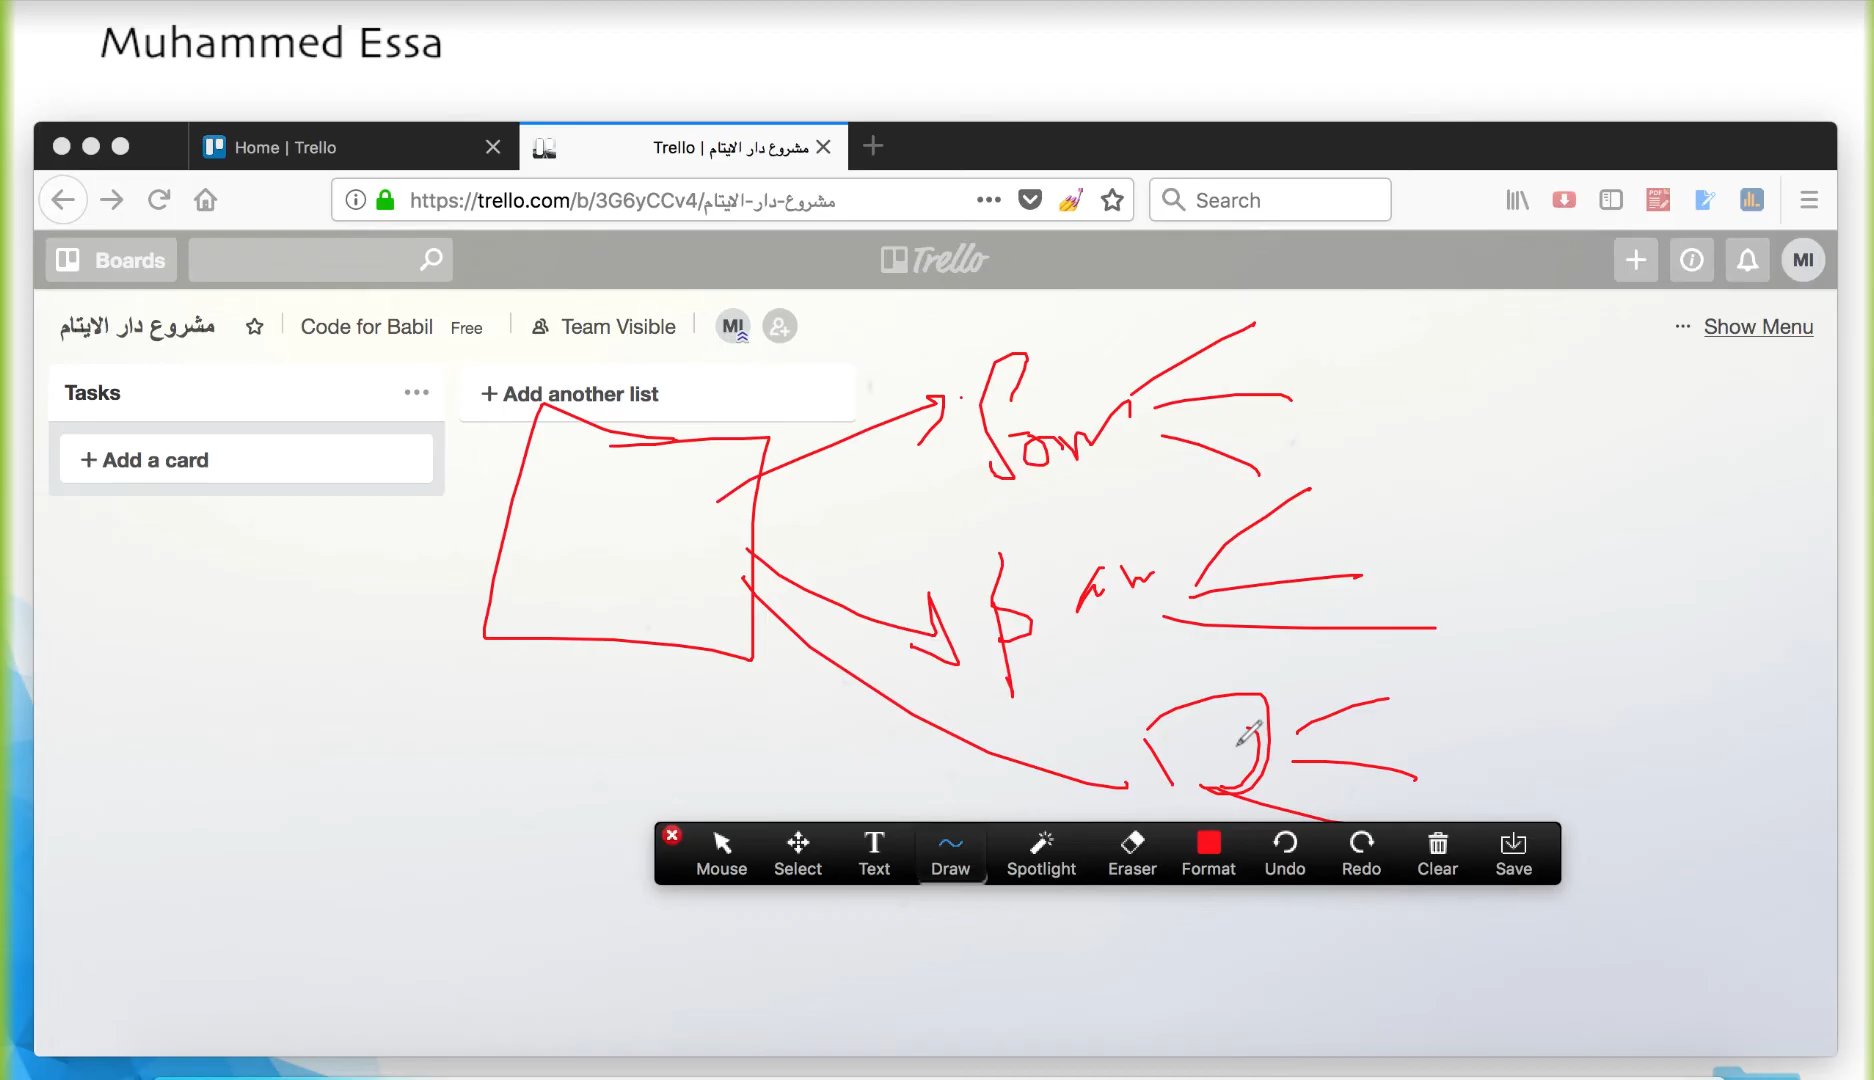 Muhammed Essa
Home | Trello
مشروع دار الايتام | Trello
https://trello.com/b/3G6yCCv4/مشروع-دار-الايتام
Search
Boards
Trello
MI
مشروع دار الايتام
Code for Babil Free
Team Visible
MI
Show Menu
Tasks
+ Add another list
+ Add a card
Mouse
Select
T
Text
Draw
Spotlight
Eraser
Format
Undo
Redo
Clear
Save